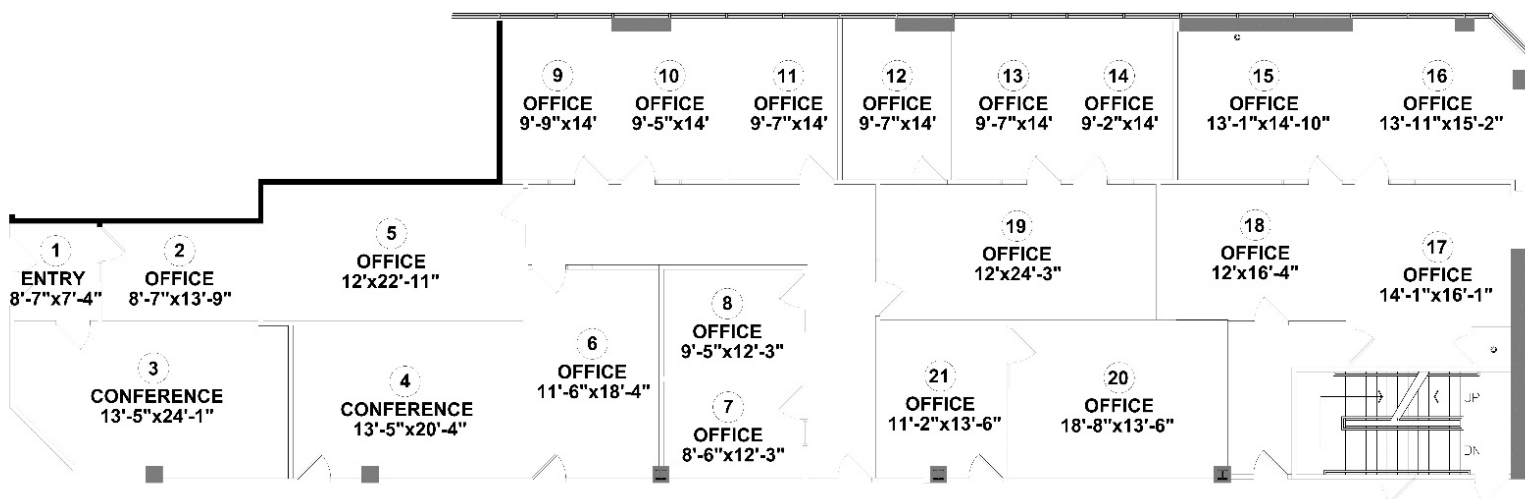 1
ENTRY
8'-7"x7'-4"
2
OFFICE
8'-7"x13'-9"
3
CONFERENCE
13'-5"x24'-1"
4
CONFERENCE
13'-5"x20'-4"
5
OFFICE
12'x22'-11"
6
OFFICE
11'-6"x18'-4"
7
OFFICE
8'-6"x12'-3"
8
OFFICE
9'-5"x12'-3"
9
OFFICE
9'-9"x14'
10
OFFICE
9'-5"x14'
11
OFFICE
9'-7"x14'
12
OFFICE
9'-7"x14'
13
OFFICE
9'-7"x14'
14
OFFICE
9'-2"x14'
15
OFFICE
13'-1"x14'-10"
16
OFFICE
13'-11"x15'-2"
17
OFFICE
14'-1"x16'-1"
18
OFFICE
12'x16'-4"
19
OFFICE
12'x24'-3"
20
OFFICE
18'-8"x13'-6"
21
OFFICE
11'-2"x13'-6"
UP
DN